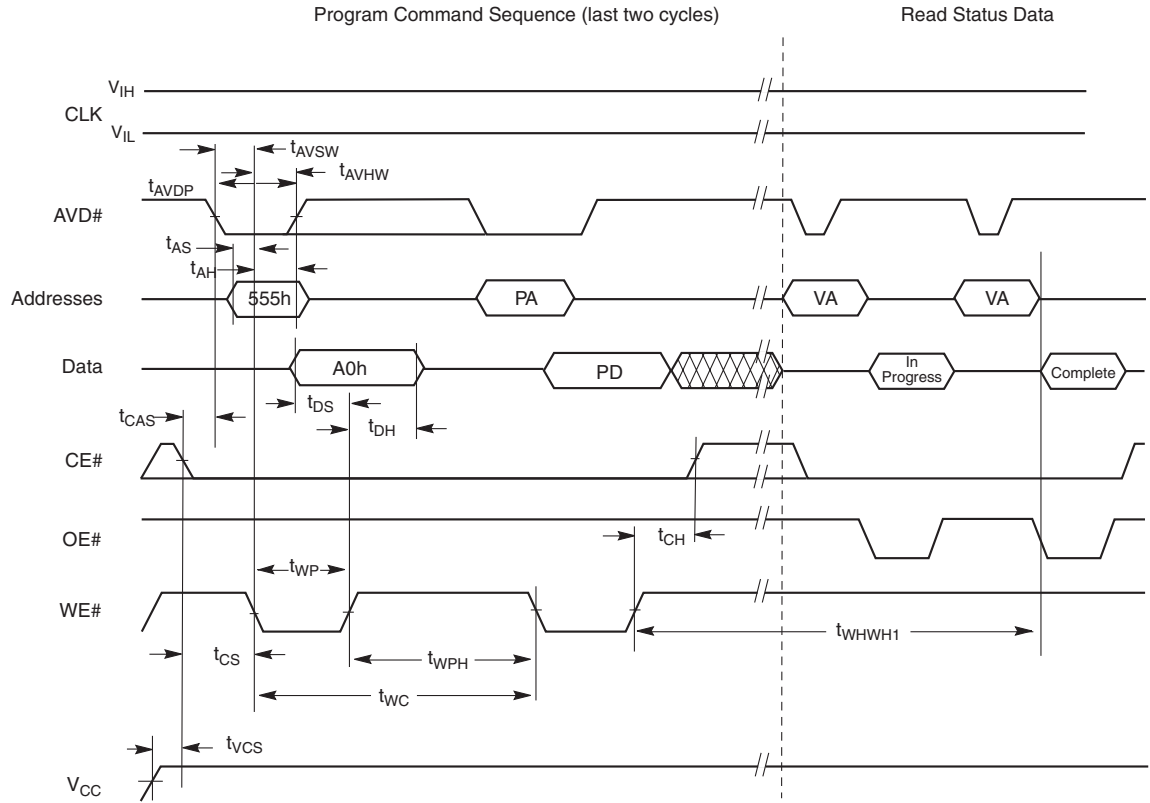 Program Command Sequence (last two cycles)
Read Status Data
VIH
CLK
VIL
tAVSW
tAVHW
tAVDP
AVD#
tAS
tAH
Addresses
555h
PA
VA
VA
Data
A0h
PD
In
Progress
Complete
tDS
tCAS
tDH
CE#
tCH
OE#
tWP
WE#
tWHWH1
tCS
tWPH
tWC
tVCS
VCC